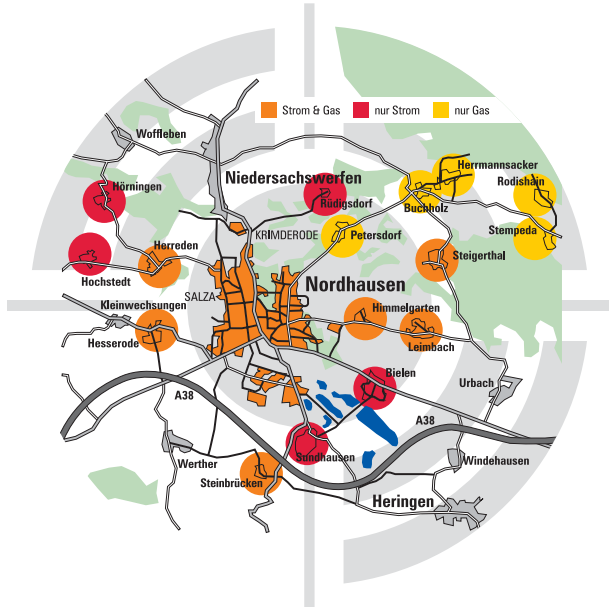 Strom & Gas
nur Strom
nur Gas
Woffleben
Herrmannsacker
Niedersachswerfen
Rodishain
Hörningen
Rüdigsdorf
Buchholz
KRIMDERODE
Petersdorf
Stempeda
Herreden
Steigerthal
Hochstedt
Nordhausen
SALZA
Kleinwechsungen
Himmelgarten
Hesserode
Leimbach
Bielen
Urbach
A38
A38
Sundhausen
Werther
Windehausen
Steinbrücken
Heringen